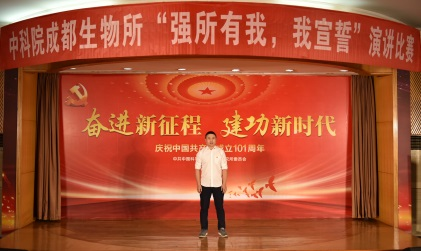 中科院成都生物所“强所有我，我宣誓”演讲比赛
奋进新征程 建功新时代
庆祝中国共产 立101周年